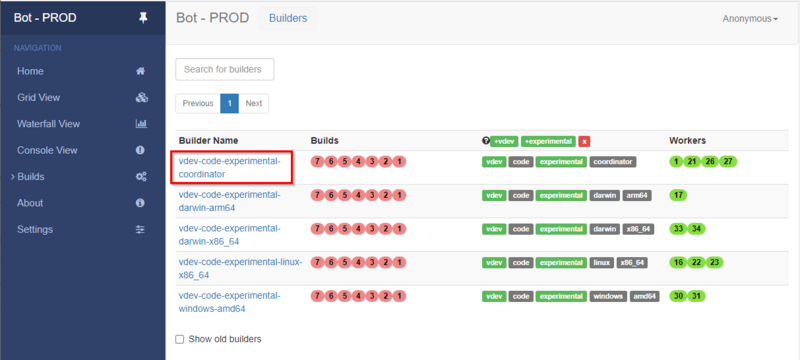 Bot - PROD
NAVIGATION
Home
Grid View
Waterfall View
Console View
Builds
About
Settings
Bot - PROD Builders Anonymous
Search for builders
Previous 1 Next
Builder Name Builds +vdev +experimental x Workers
vdev-code-experimental-
coordinator
7 6 5 4 3 2 1 vdev code experimental coordinator 1 21 26 27
vdev-code-experimental-
darwin-arm64
7 6 5 4 3 2 1 vdev code experimental darwin arm64 17
vdev-code-experimental-
darwin-x86_64
7 6 5 4 3 2 1 vdev code experimental darwin x86_64 33 34
vdev-code-experimental-linux-
x86_64
7 6 5 4 3 2 1 vdev code experimental linux x86_64 16 22 23
vdev-code-experimental-
windows-amd64
7 6 5 4 3 2 1 vdev code experimental windows amd64 30 31
Show old builders